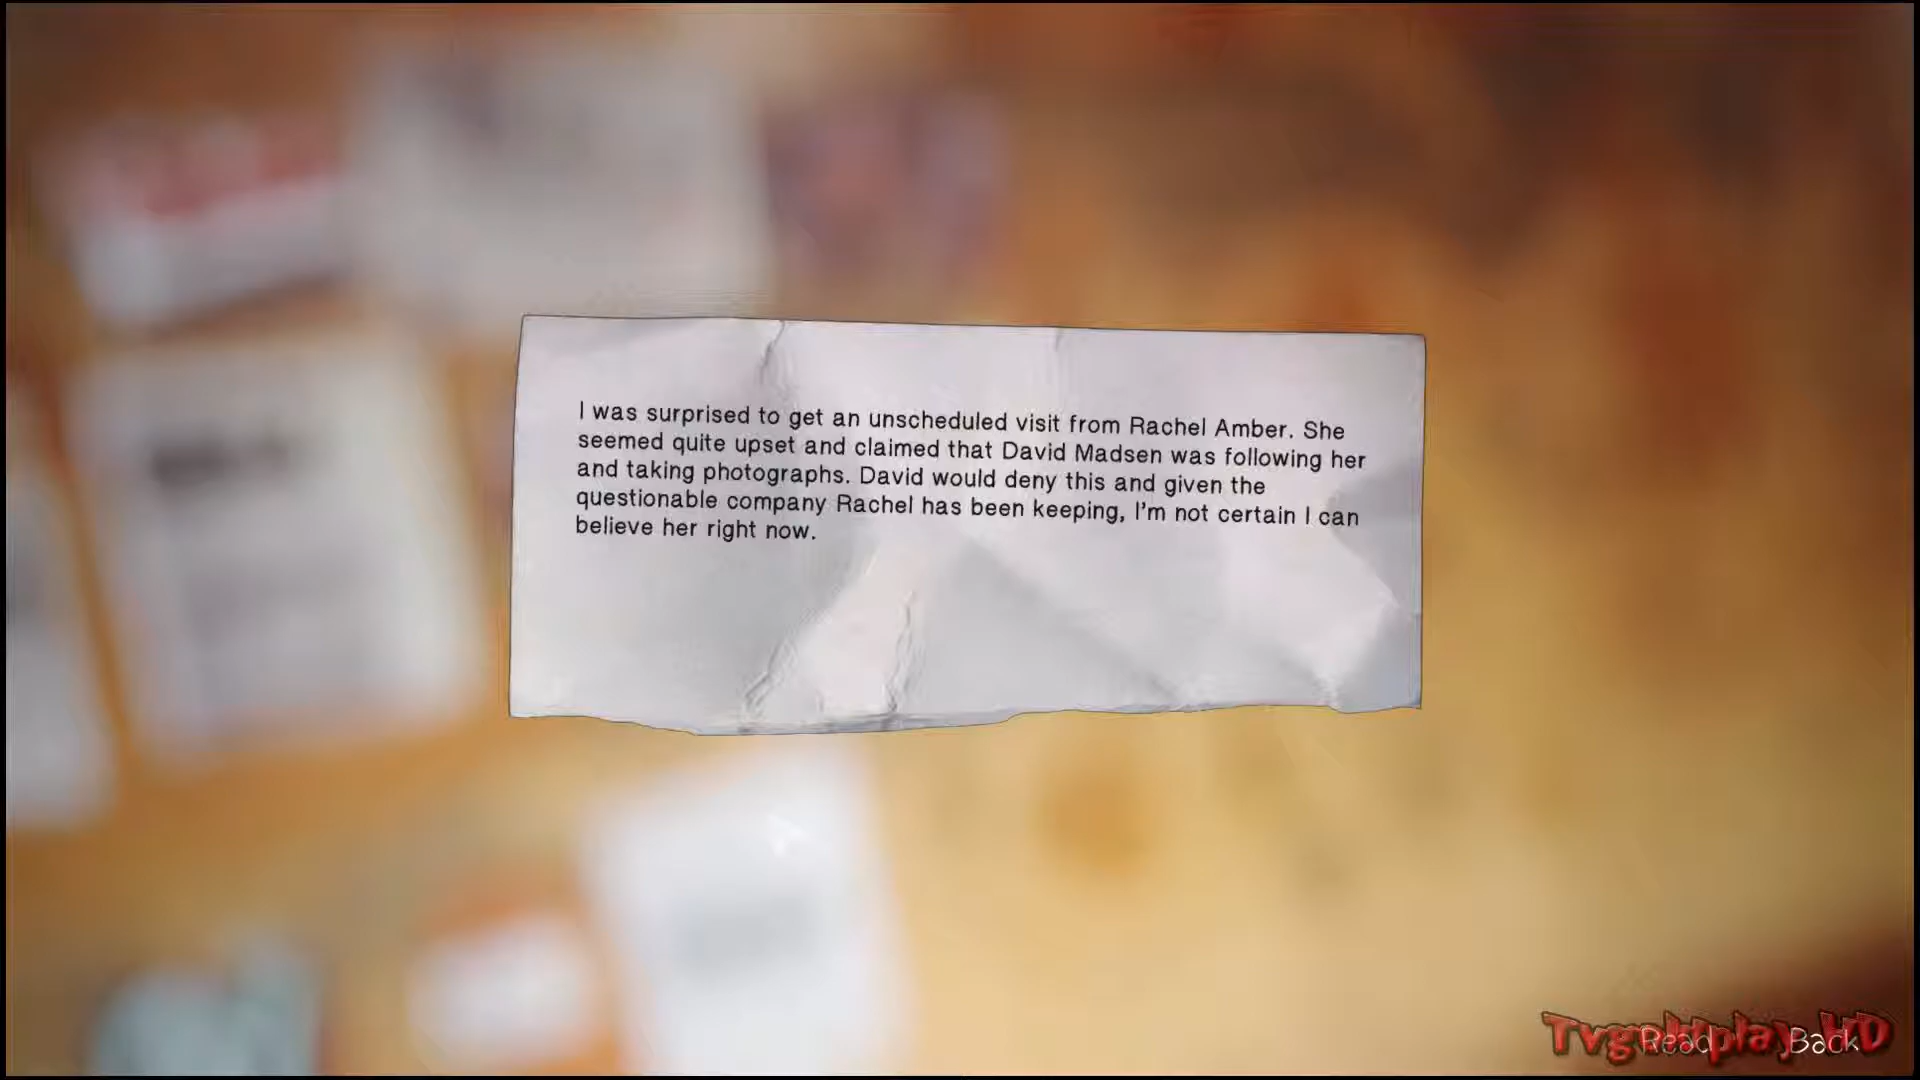 I was surprised to get an unscheduled visit from Rachel Amber. She
seemed quite upset and claimed that David Madsen was following her
and taking photographs. David would deny this and given the
questionable company Rachel has been keeping, I'm not certain I can
believe her right now.
Read
Back